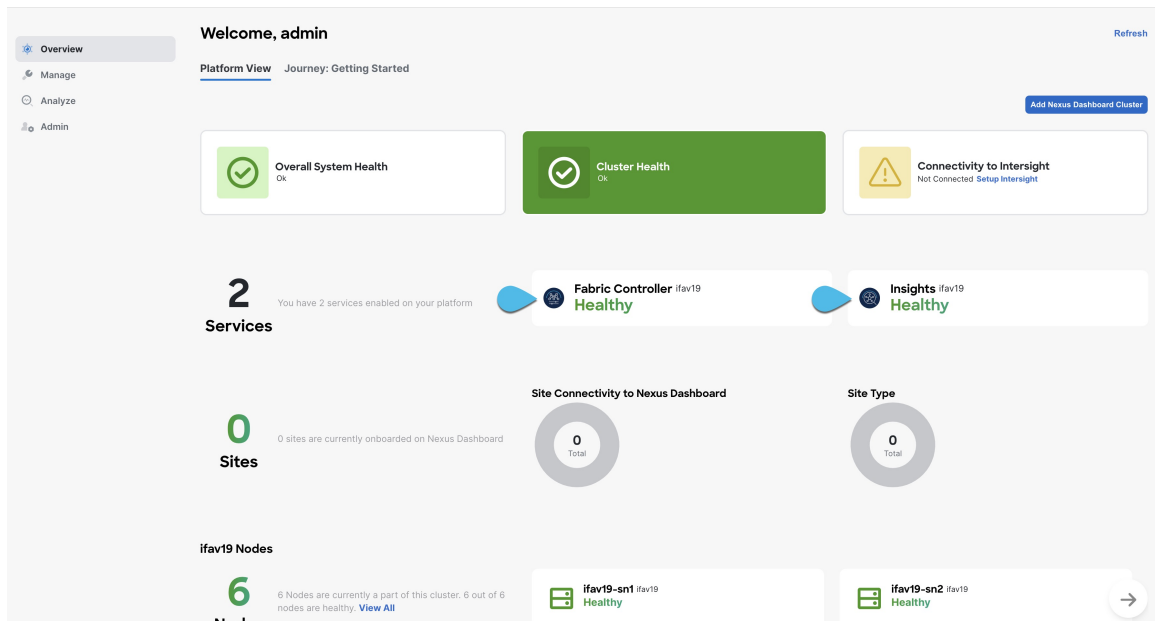 Welcome, admin
Refresh
Overview
Manage
Analyze
Admin
Platform View
Journey: Getting Started
Add Nexus Dashboard Cluster
Overall System Health
Ok
Cluster Health
Ok
Connectivity to Intersight
Not Connected Setup Intersight
2
Services
You have 2 services enabled on your platform
Fabric Controller ifav19
Healthy
Insights ifav19
Healthy
0
Sites
0 sites are currently onboarded on Nexus Dashboard
Site Connectivity to Nexus Dashboard
0
Total
Site Type
0
Total
ifav19 Nodes
6
6 Nodes are currently a part of this cluster. 6 out of 6
nodes are healthy. View All
ifav19-sn1 ifav19
Healthy
ifav19-sn2 ifav19
Healthy